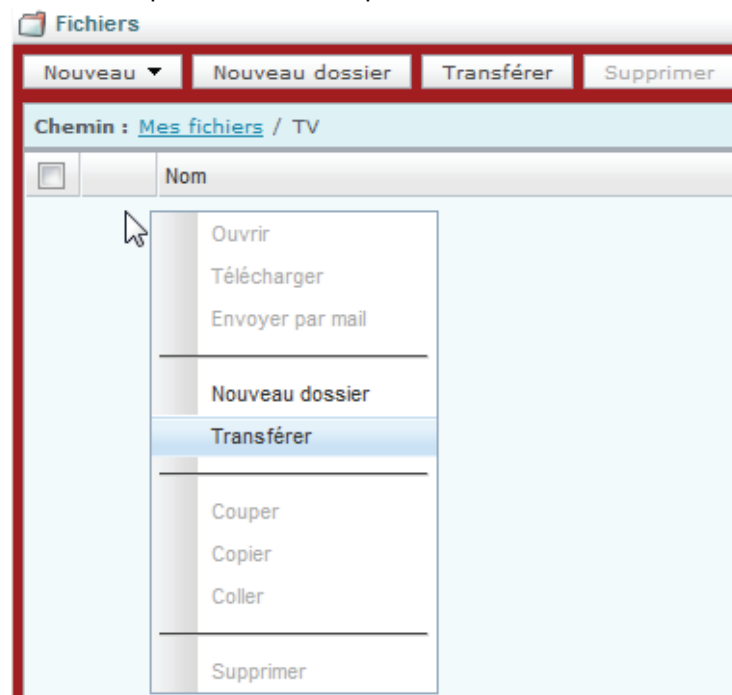 Fichiers
Nouveau Nouveau dossier Transférer Supprimer
Chemin : Mes fichiers / TV
Nom
Ouvrir
Télécharger
Envoyer par mail
Nouveau dossier
Transférer
Couper
Copier
Coller
Supprimer